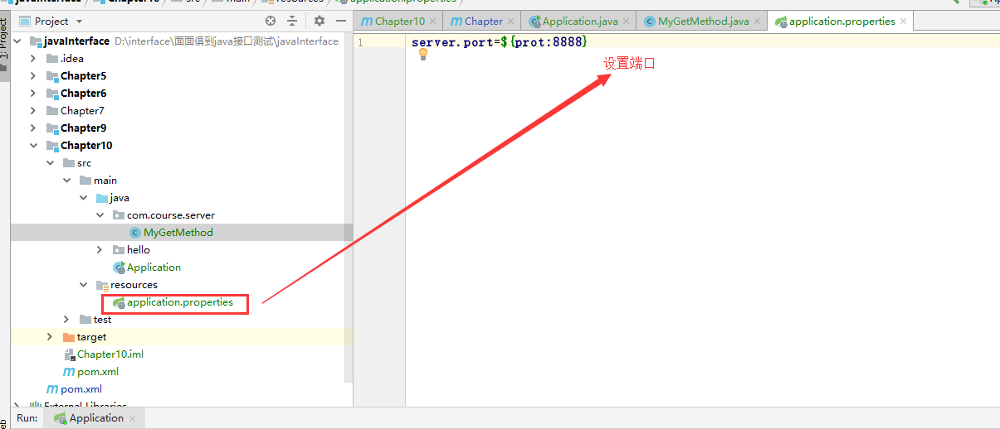 javaInterface Chapter10 src main resources application.properties
1: Project
Project
Chapter10 Chapter Application.java MyGetMethod.java application.properties
javaInterface D:\interface\面面俱到java接口测试\javaInterface
1 server.port=${prot:8888}
设置端口
.idea
Chapter5
Chapter6
Chapter7
Chapter9
Chapter10
src
main
java
com.course.server
MyGetMethod
hello
Application
resources
application.properties
test
target
Chapter10.iml
pom.xml
pom.xml
External Libraries
Run: Application